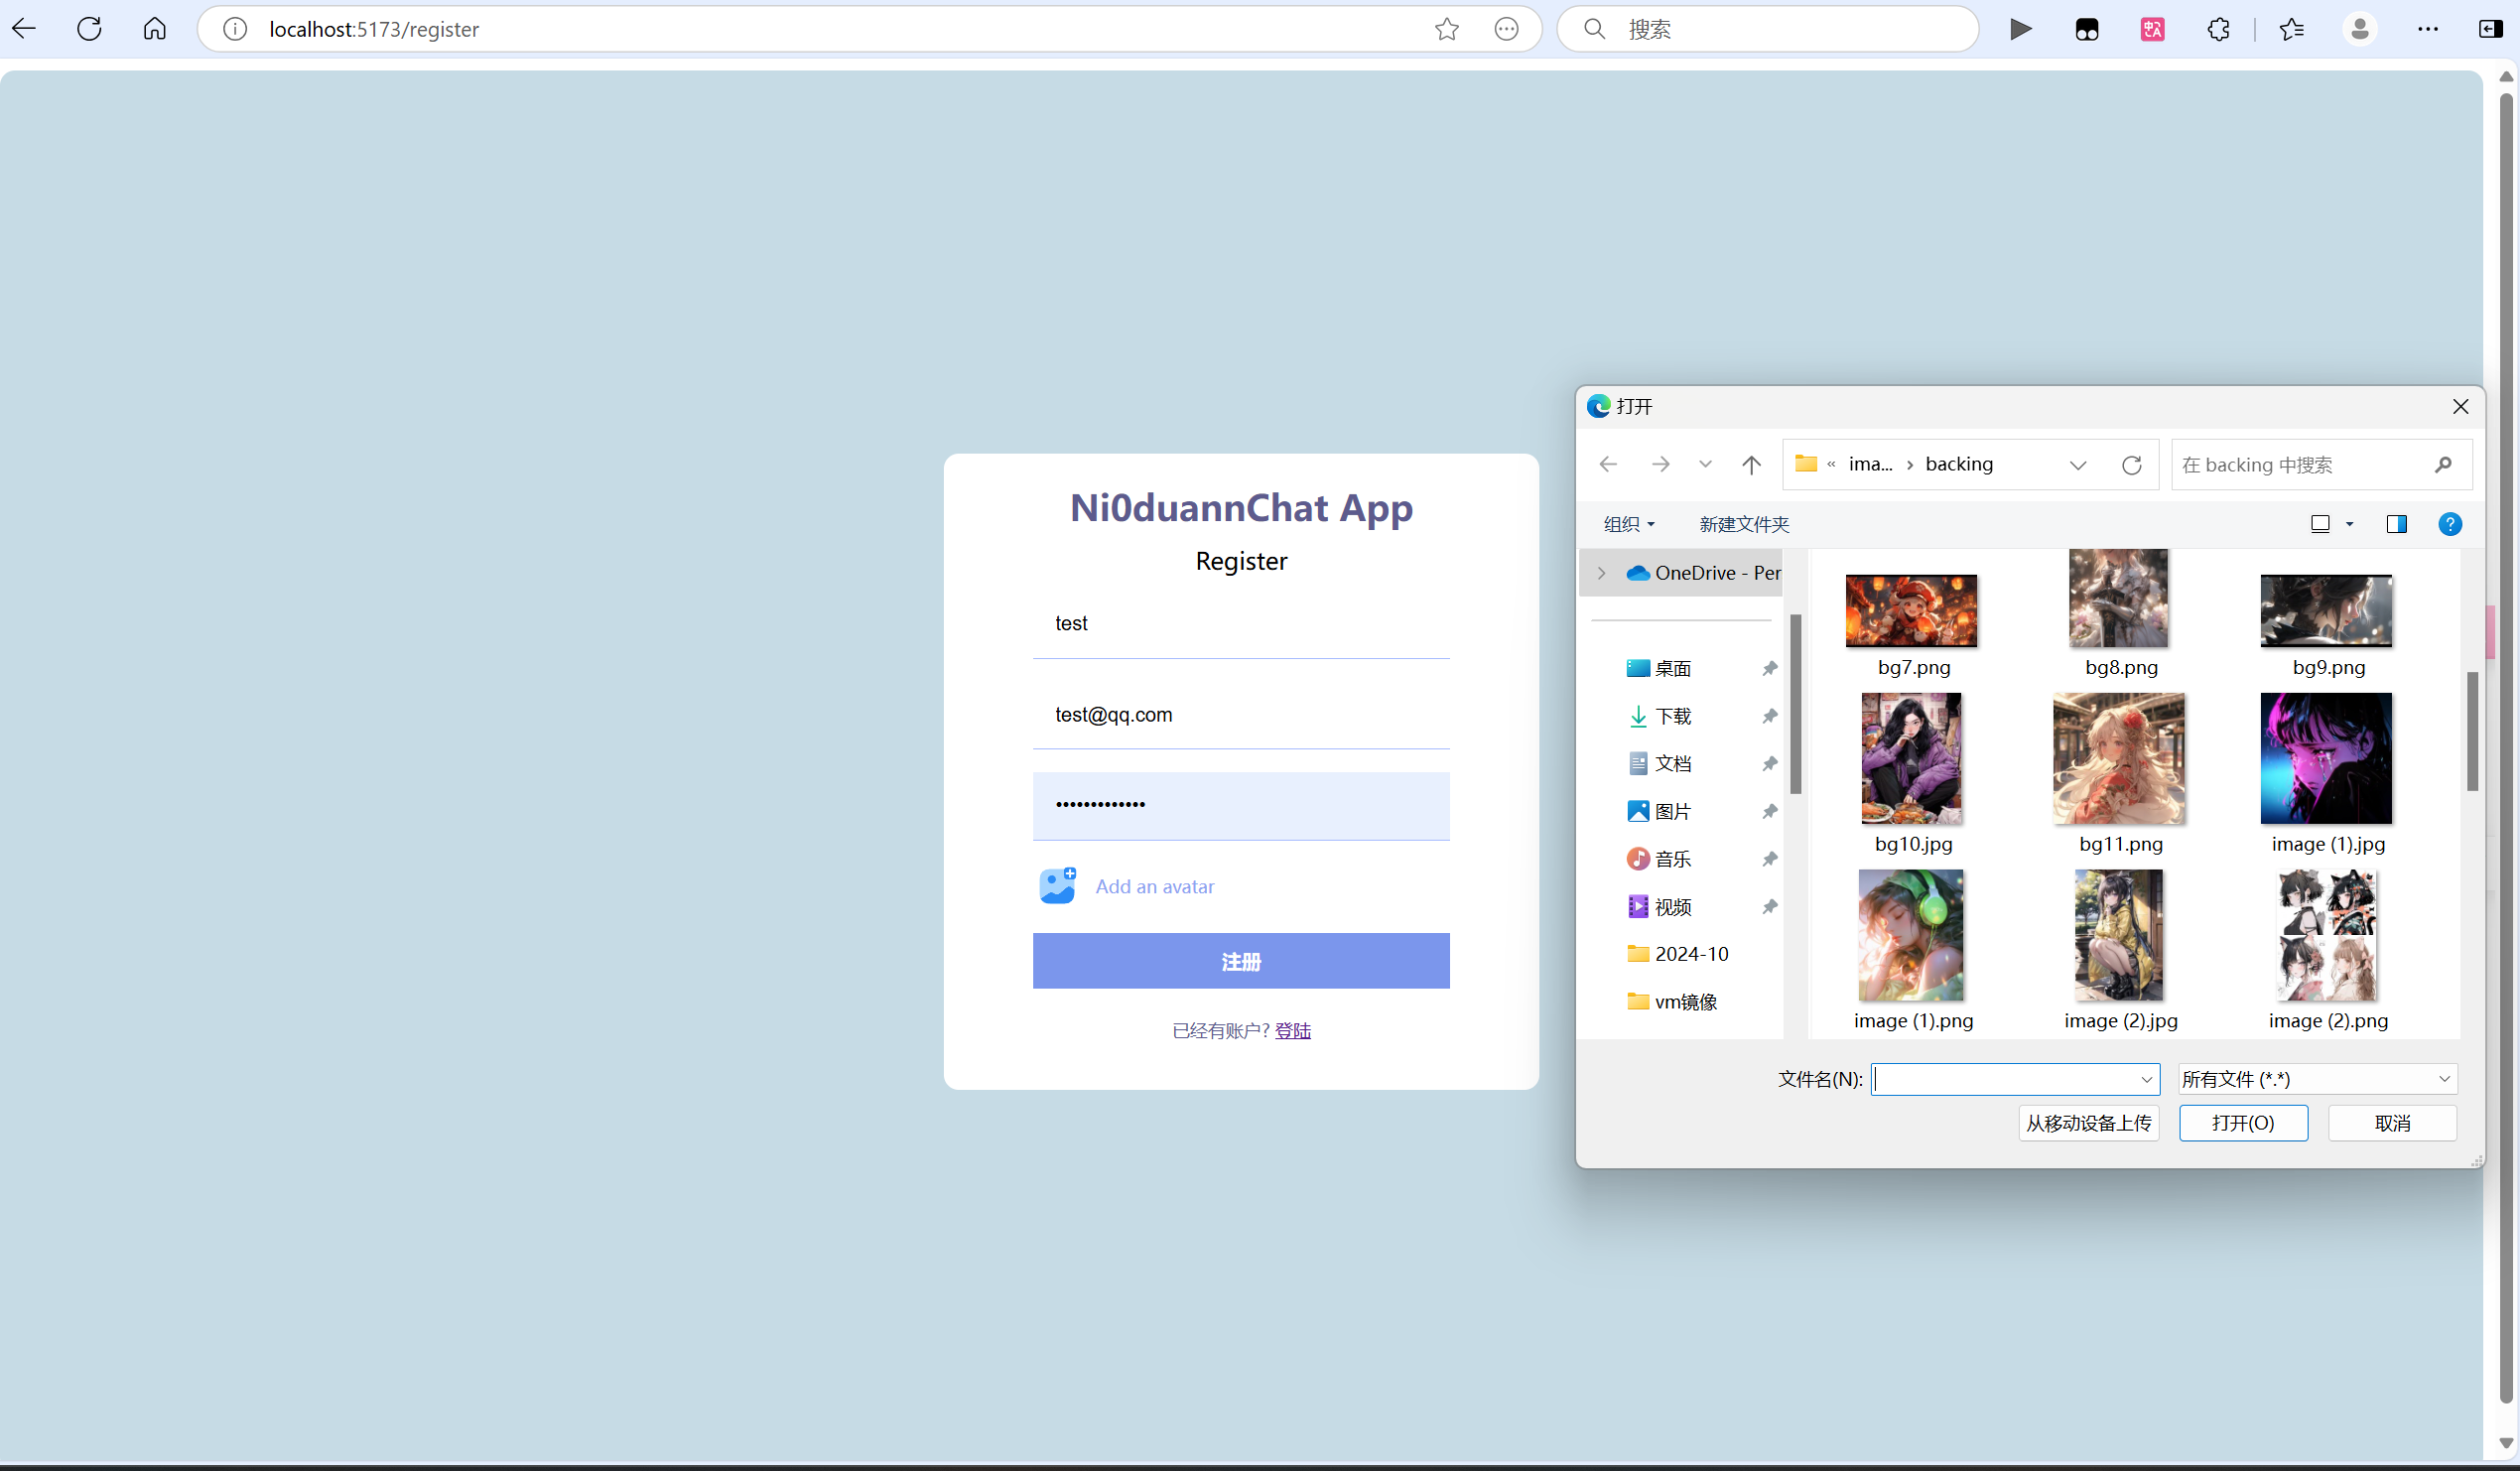 localhost:5173/register
搜索
Ni0duannChat App
Register
test
test@qq.com
•••••••••••••
Add an avatar
注册
已经有账户? 登陆
打开
« ima... › backing
在 backing 中搜索
组织
新建文件夹
OneDrive - Per
桌面
下载
文档
图片
音乐
视频
2024-10
vm镜像
bg7.png
bg8.png
bg9.png
bg10.jpg
bg11.png
image (1).jpg
image (1).png
image (2).jpg
image (2).png
文件名(N):
所有文件 (*.*)
从移动设备上传
打开(O)
取消